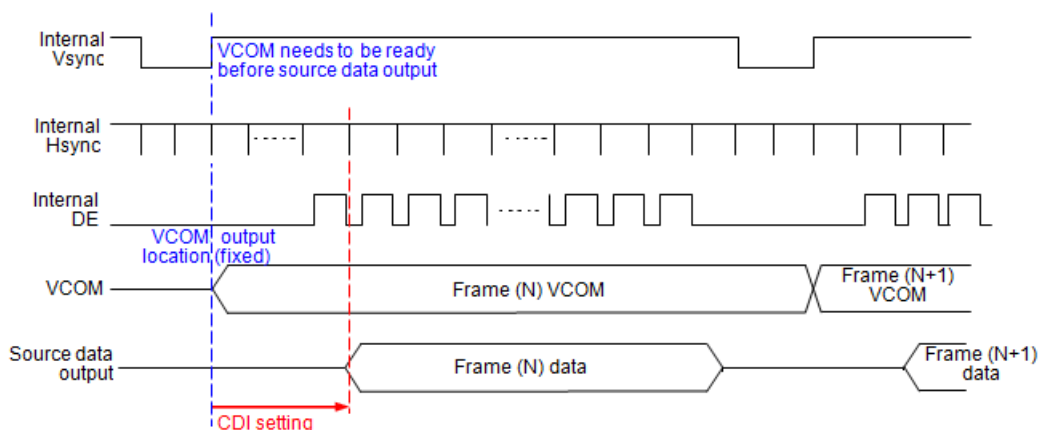 Internal
Vsync
VCOM needs to be ready
before source data output
Internal
Hsync
Internal
DE
VCOM output
location (fixed)
VCOM
Frame (N) VCOM
Frame (N+1)
VCOM
Source data
output
Frame (N) data
Frame (N+1)
data
CDI setting